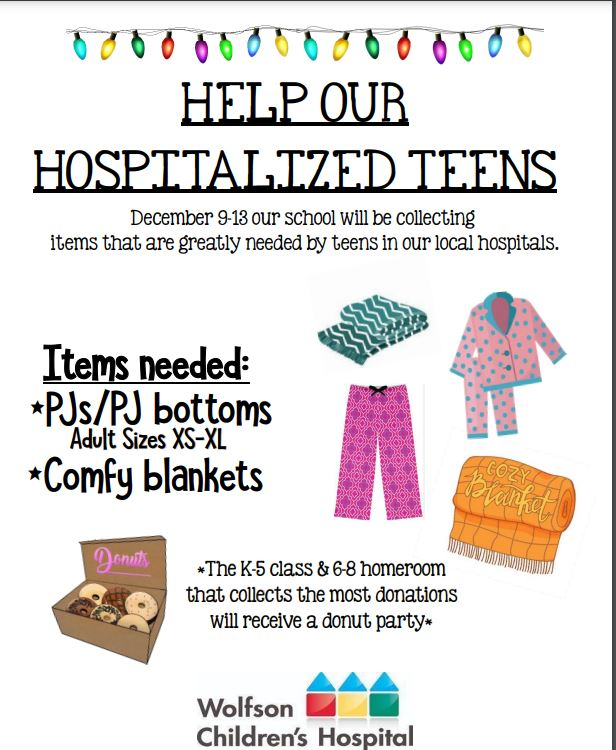 HELP OUR
HOSPITALIZED TEENS
December 9-13 our school will be collecting
items that are greatly needed by teens in our local hospitals.
Items needed:
*PJs/PJ bottoms
Adult Sizes XS-XL
*Comfy blankets
COZY
Blanket
Donuts
*The K-5 class & 6-8 homeroom
that collects the most donations
will receive a donut party*
Wolfson
Children's Hospital